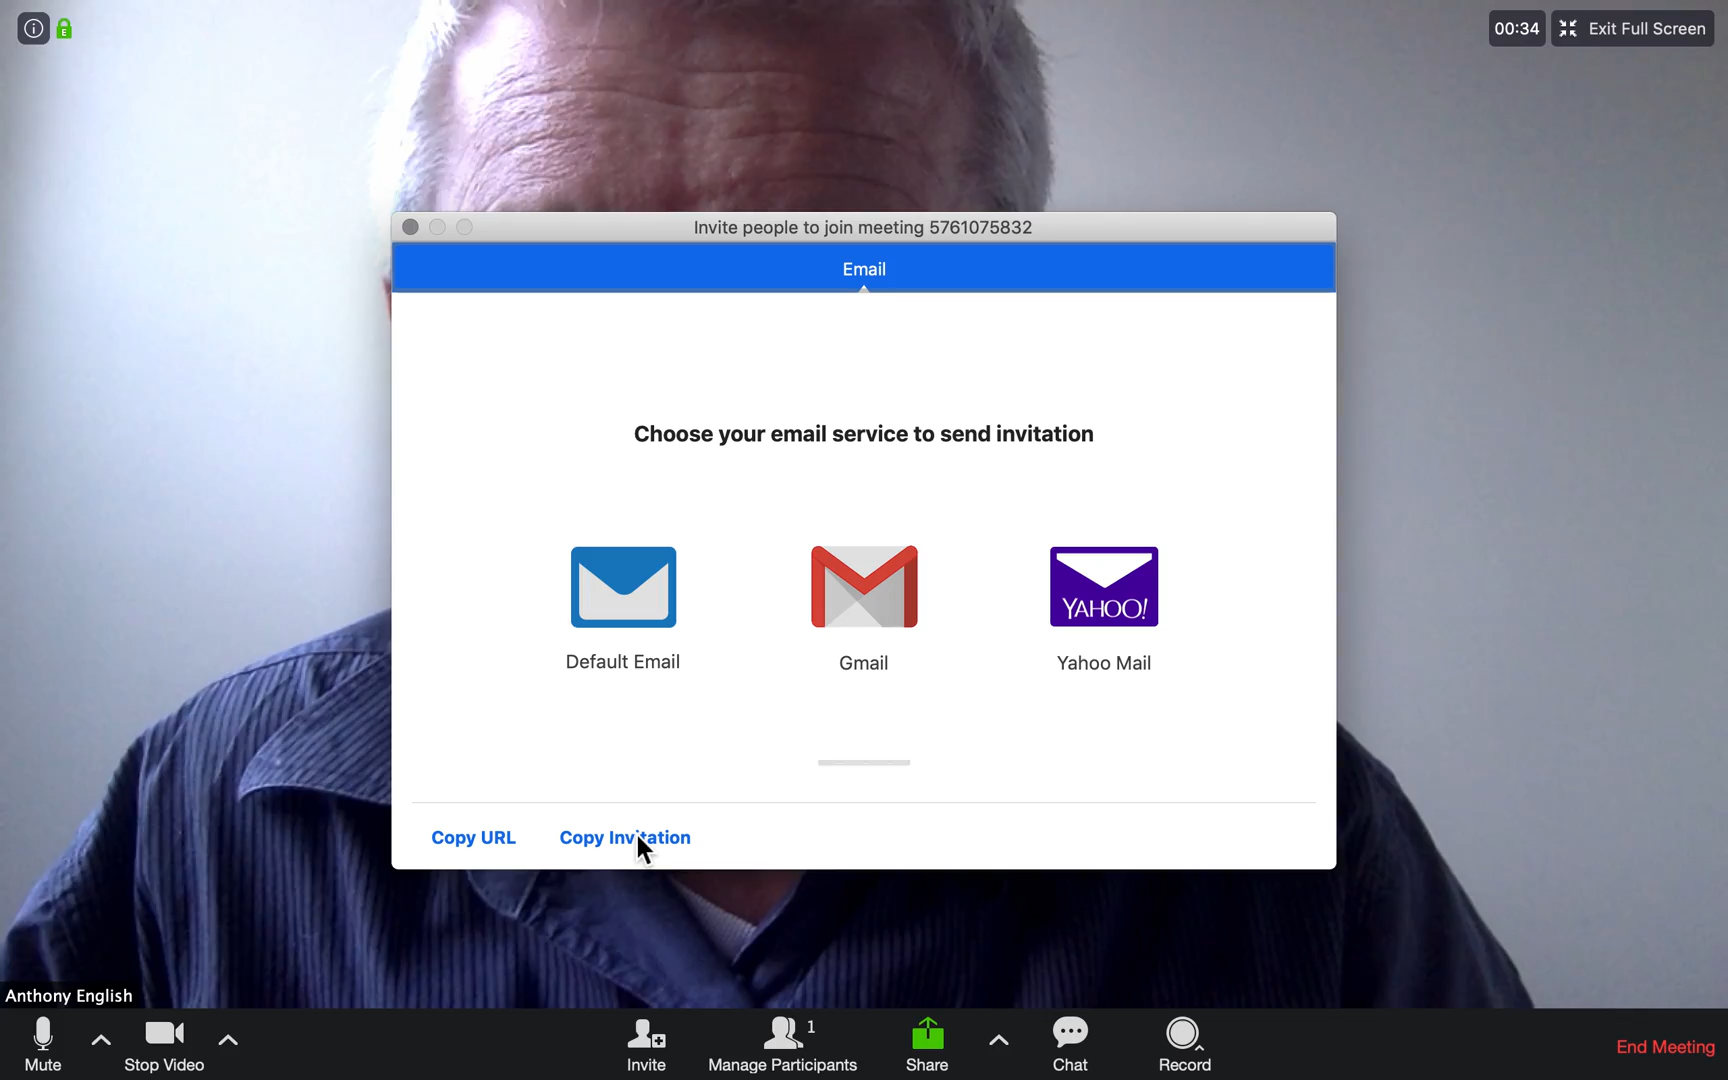 00:34 Exit Full Screen
Invite people to join meeting 5761075832
Email
Choose your email service to send invitation
YAHOO!
Default Email Gmail Yahoo Mail
Copy URL Copy Invitation
Anthony English
1
Mute Stop Video Invite Manage Participants Share Chat Record End Meeting